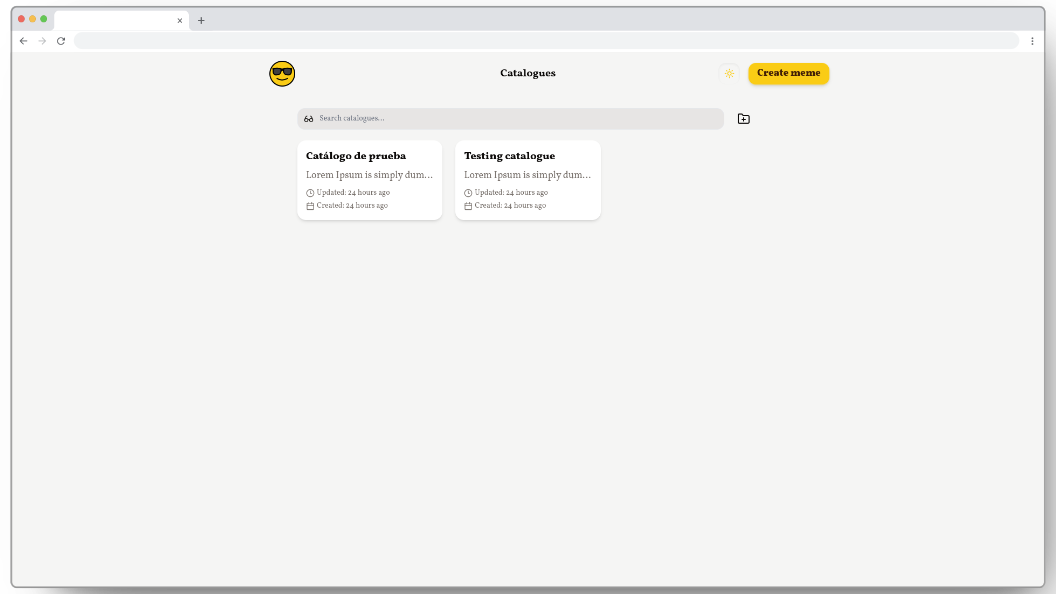 Catalogues
Create meme
Search catalogues...
Catálogo de prueba
Lorem Ipsum is simply dum...
Updated: 24 hours ago
Created: 24 hours ago
Testing catalogue
Lorem Ipsum is simply dum...
Updated: 24 hours ago
Created: 24 hours ago